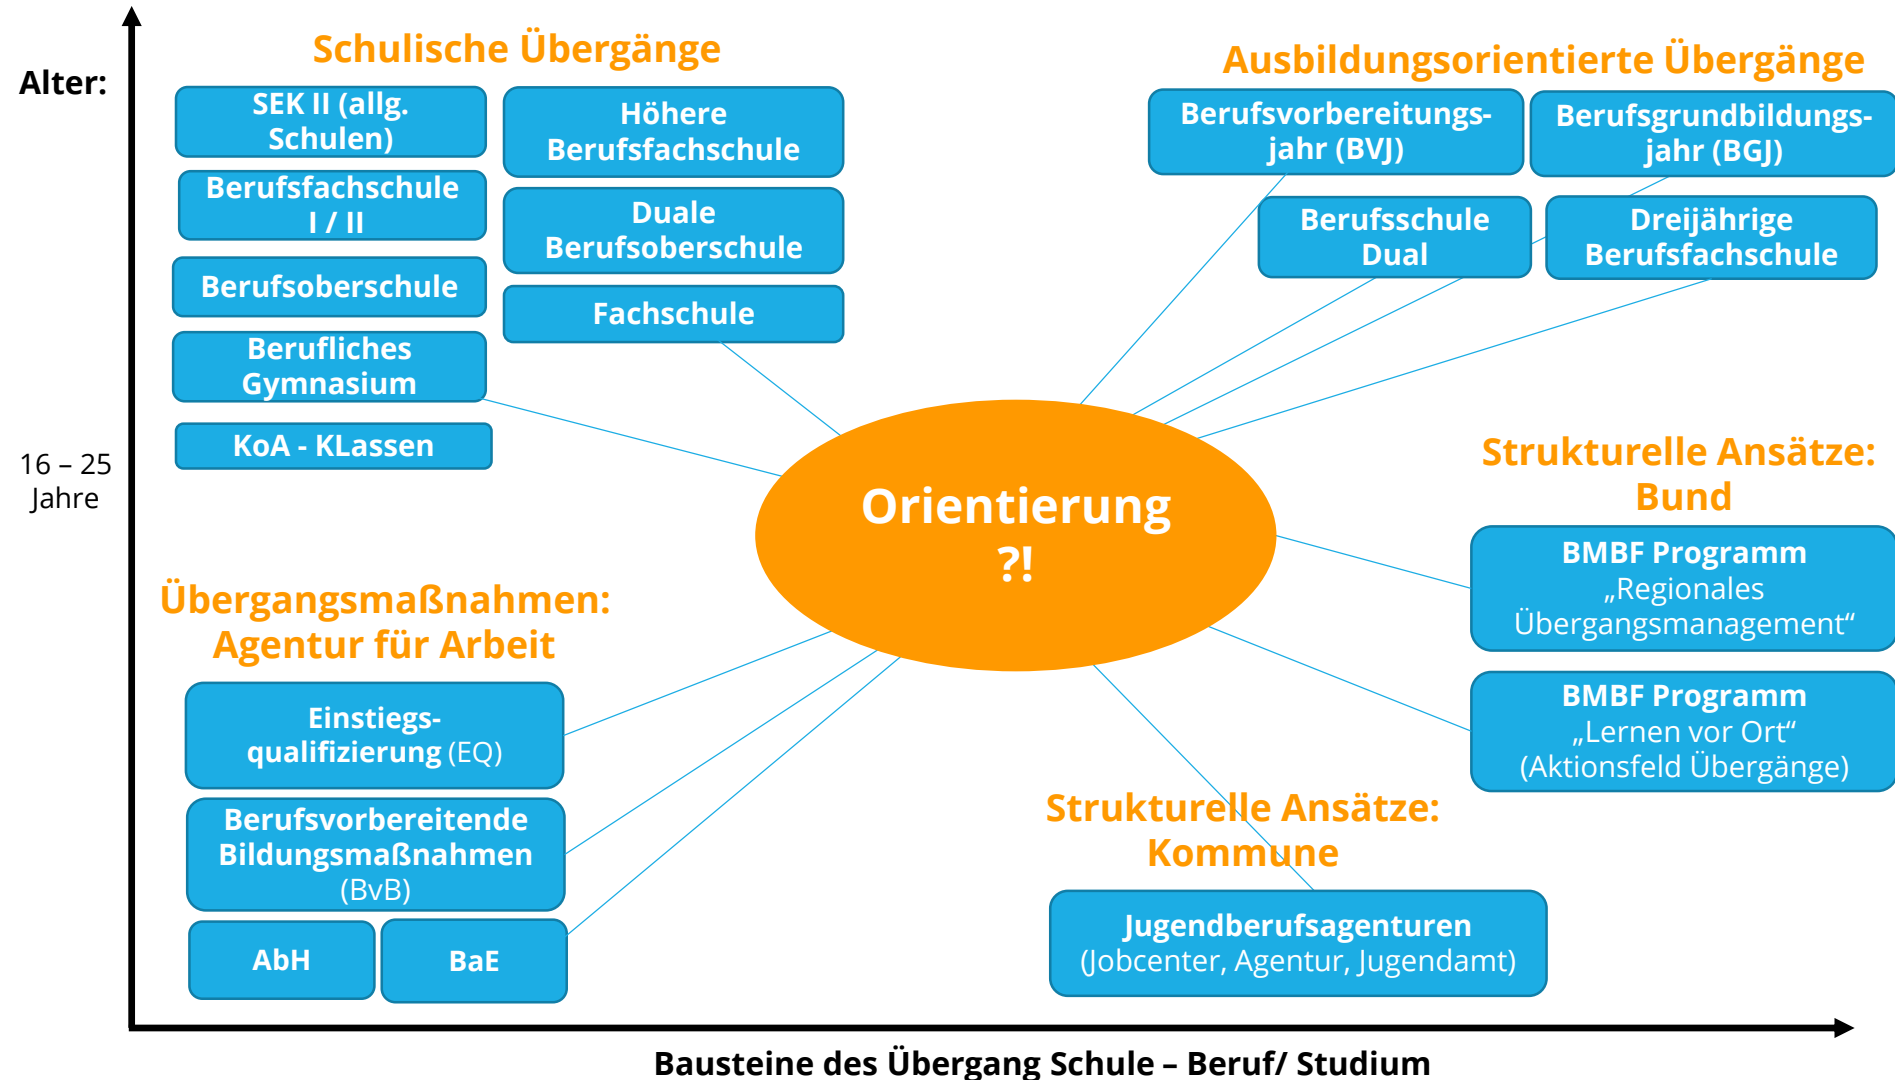 Alter:
16 – 25
Jahre
Schulische Übergänge
SEK II (allg.
Schulen)
Berufsfachschule
I / II
Berufsoberschule
Berufliches
Gymnasium
KoA - KLassen
Höhere
Berufsfachschule
Duale
Berufsoberschule
Fachschule
Ausbildungsorientierte Übergänge
Berufsvorbereitungs-
jahr (BVJ)
Berufsgrundbildungs-
jahr (BGJ)
Berufsschule
Dual
Dreijährige
Berufsfachschule
Orientierung
?!
Strukturelle Ansätze:
Bund
BMBF Programm
„Regionales
Übergangsmanagement“
BMBF Programm
„Lernen vor Ort“
(Aktionsfeld Übergänge)
Übergangsmaßnahmen:
Agentur für Arbeit
Einstiegs-
qualifizierung (EQ)
Berufsvorbereitende
Bildungsmaßnahmen
(BvB)
AbH
BaE
Strukturelle Ansätze:
Kommune
Jugendberufsagenturen
(Jobcenter, Agentur, Jugendamt)
Bausteine des Übergang Schule – Beruf/ Studium